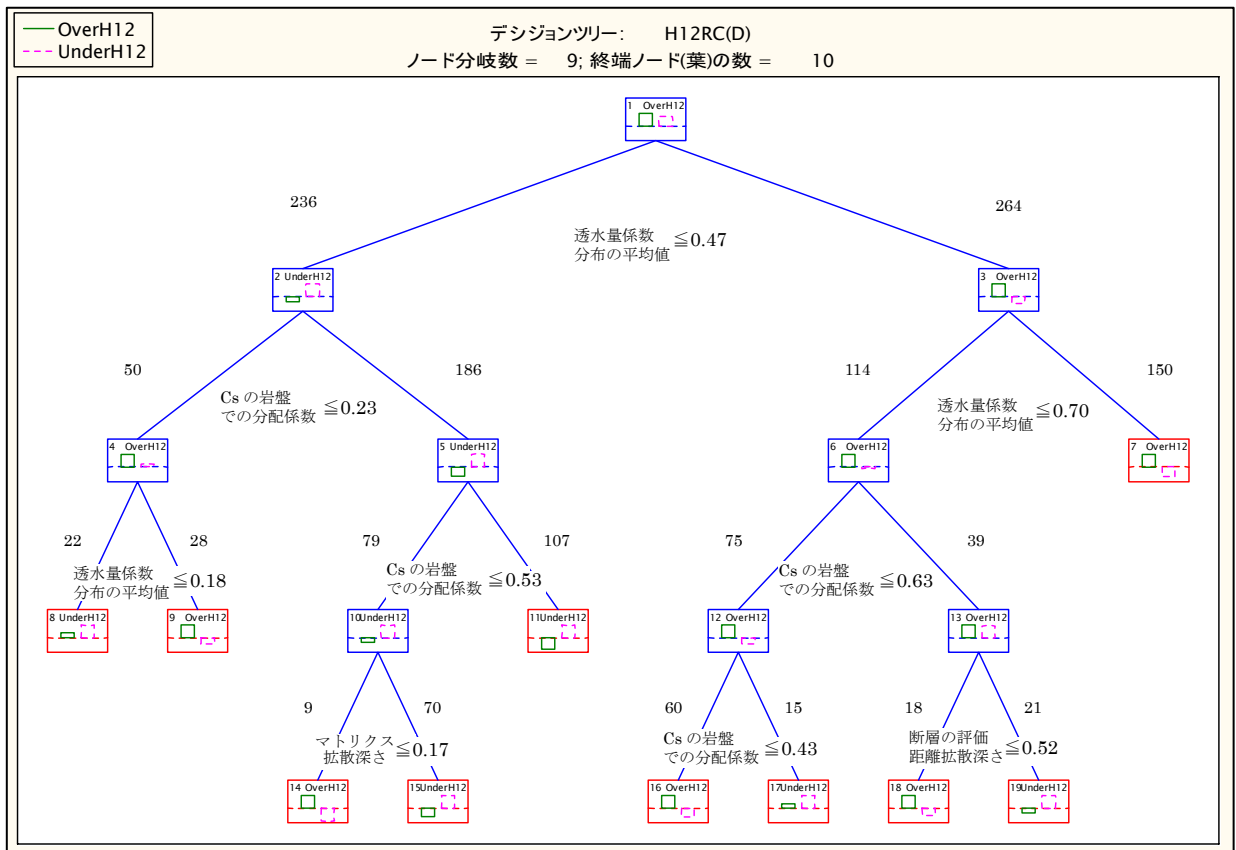 OverH12
UnderH12
デシジョンツリー: H12RC(D)
ノード分岐数 = 9; 終端ノード(葉)の数 = 10
1 OverH12
236
264
透水量係数
分布の平均値
≦0.47
2 UnderH12
3 OverH12
50
186
114
150
Cs の岩盤
での分配係数
≦0.23
透水量係数
分布の平均値
≦0.70
4 OverH12
5 UnderH12
6 OverH12
7 OverH12
22
28
79
107
75
39
透水量係数
分布の平均値
≦0.18
Cs の岩盤
での分配係数
≦0.53
Cs の岩盤
での分配係数
≦0.63
8 UnderH12
9 OverH12
10UnderH12
11UnderH12
12 OverH12
13 OverH12
9
70
60
15
18
21
マトリクス
拡散深さ
≦0.17
Cs の岩盤
での分配係数
≦0.43
断層の評価
距離拡散深さ
≦0.52
14 OverH12
15UnderH12
16 OverH12
17UnderH12
18 OverH12
19UnderH12